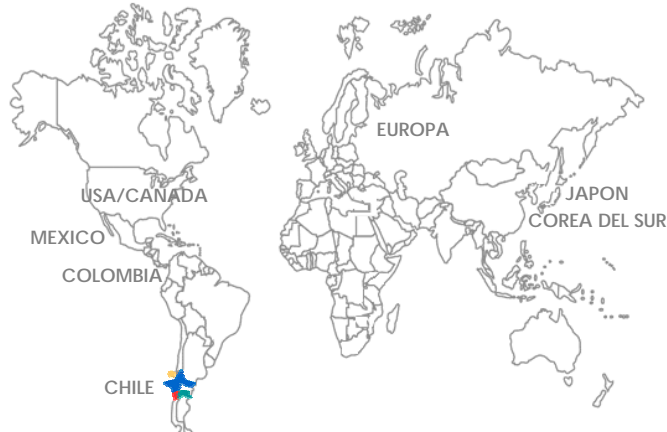 EUROPA
USA/CANADA
JAPON
COREA DEL SUR
MEXICO
COLOMBIA
CHILE